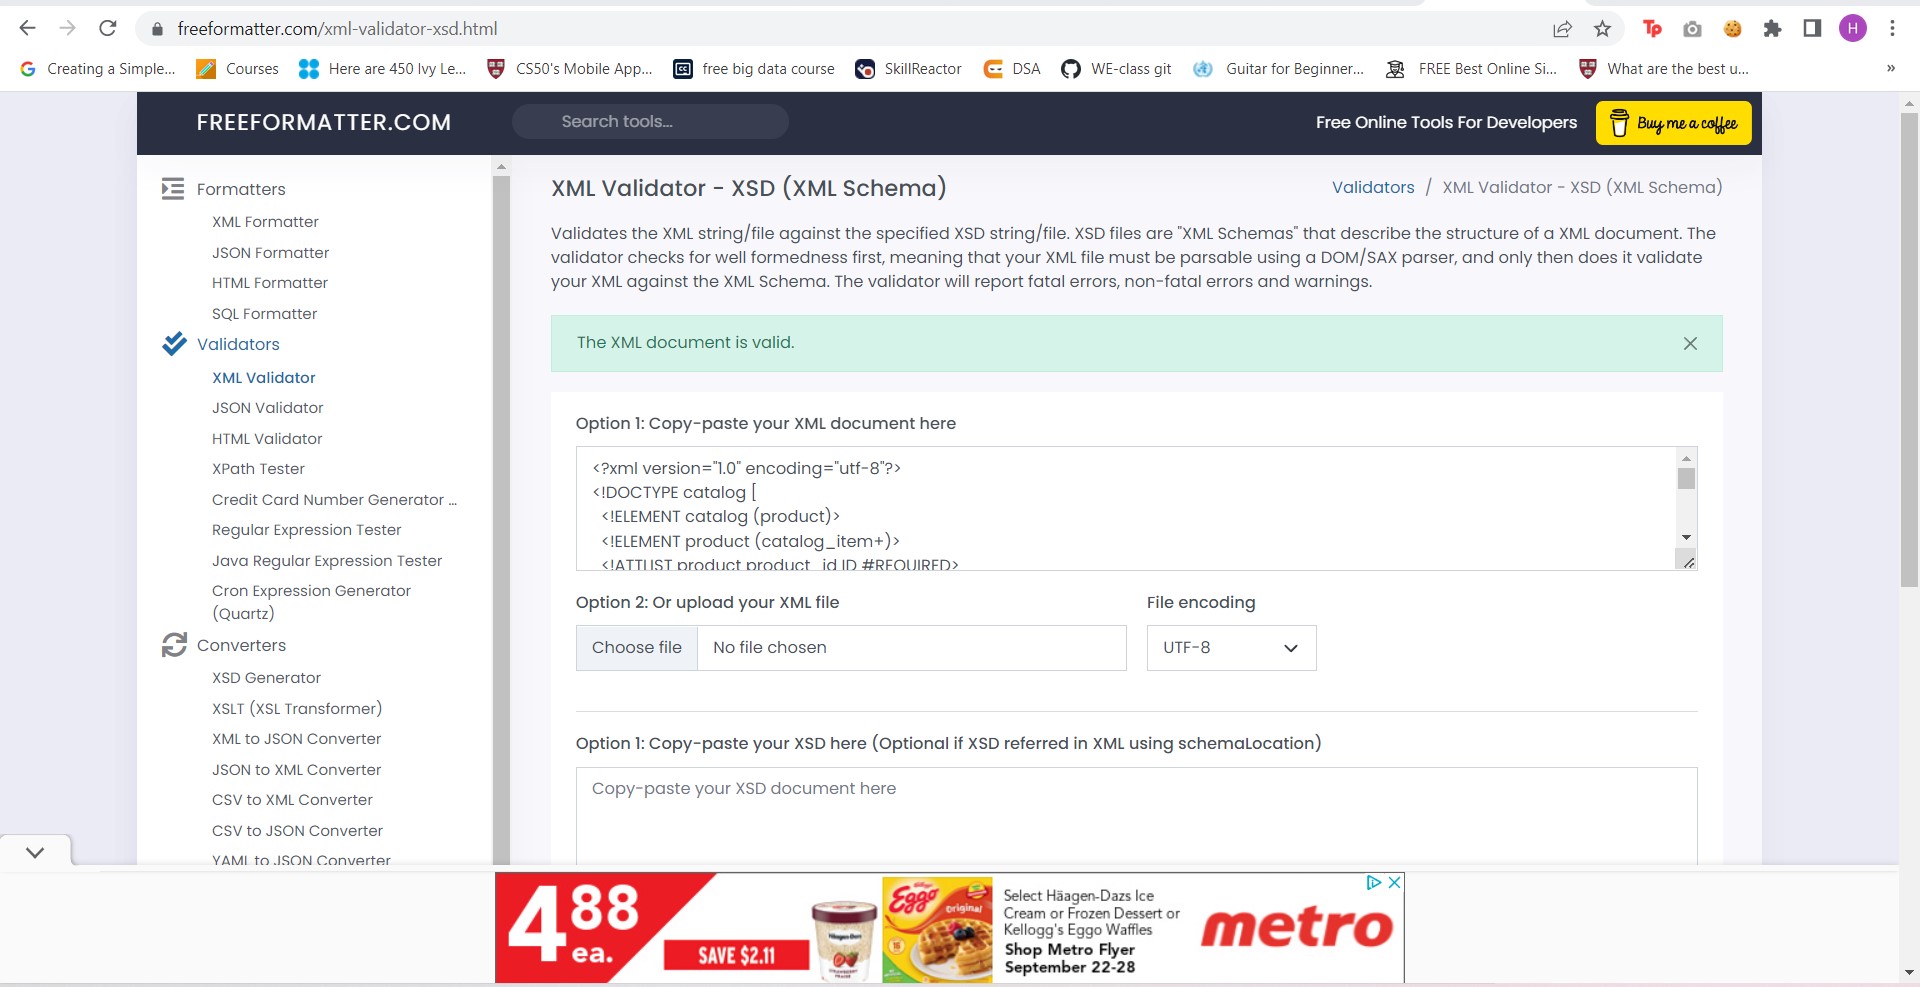 freeformatter.com/xml-validator-xsd.html
Tp
H
Creating a Simple...
Courses
Here are 450 Ivy Le...
CS50's Mobile App...
free big data course
SkillReactor
DSA
WE-class git
Guitar for Beginner...
FREE Best Online Si...
What are the best u...
»
FREEFORMATTER.COM
Search tools...
Free Online Tools For Developers
Buy me a coffee
Formatters
XML Formatter
JSON Formatter
HTML Formatter
SQL Formatter
Validators
XML Validator
JSON Validator
HTML Validator
XPath Tester
Credit Card Number Generator ...
Regular Expression Tester
Java Regular Expression Tester
Cron Expression Generator
(Quartz)
Converters
XSD Generator
XSLT (XSL Transformer)
XML to JSON Converter
JSON to XML Converter
CSV to XML Converter
CSV to JSON Converter
YAML to JSON Converter
XML Validator - XSD (XML Schema)
Validators / XML Validator - XSD (XML Schema)
Validates the XML string/file against the specified XSD string/file. XSD files are "XML Schemas" that describe the structure of a XML document. The
validator checks for well formedness first, meaning that your XML file must be parsable using a DOM/SAX parser, and only then does it validate
your XML against the XML Schema. The validator will report fatal errors, non-fatal errors and warnings.
The XML document is valid.
Option 1: Copy-paste your XML document here
<?xml version="1.0" encoding="utf-8"?>
<!DOCTYPE catalog [
<!ELEMENT catalog (product)>
<!ELEMENT product (catalog_item+)>
<!ATTLIST product product_id ID #REQUIRED>
Option 2: Or upload your XML file
File encoding
Choose file
No file chosen
UTF-8
Option 1: Copy-paste your XSD here (Optional if XSD referred in XML using schemaLocation)
Copy-paste your XSD document here
4 88
ea.
SAVE $2.11
Häagen-Dazs
Eggo
original
Select Häagen-Dazs Ice
Cream or Frozen Dessert or
Kellogg's Eggo Waffles
Shop Metro Flyer
September 22-28
metro